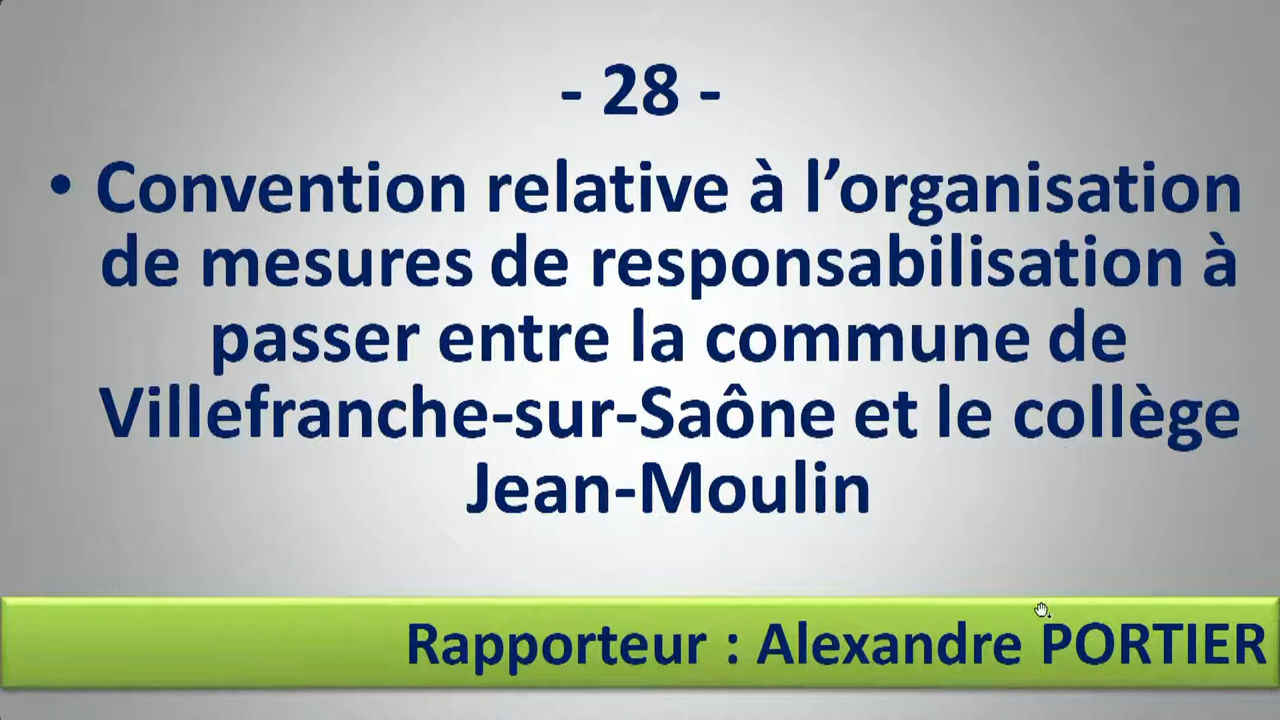 - 28 -
• Convention relative à l’organisation
de mesures de responsabilisation à
passer entre la commune de
Villefranche-sur-Saône et le collège
Jean-Moulin
Rapporteur : Alexandre PORTIER